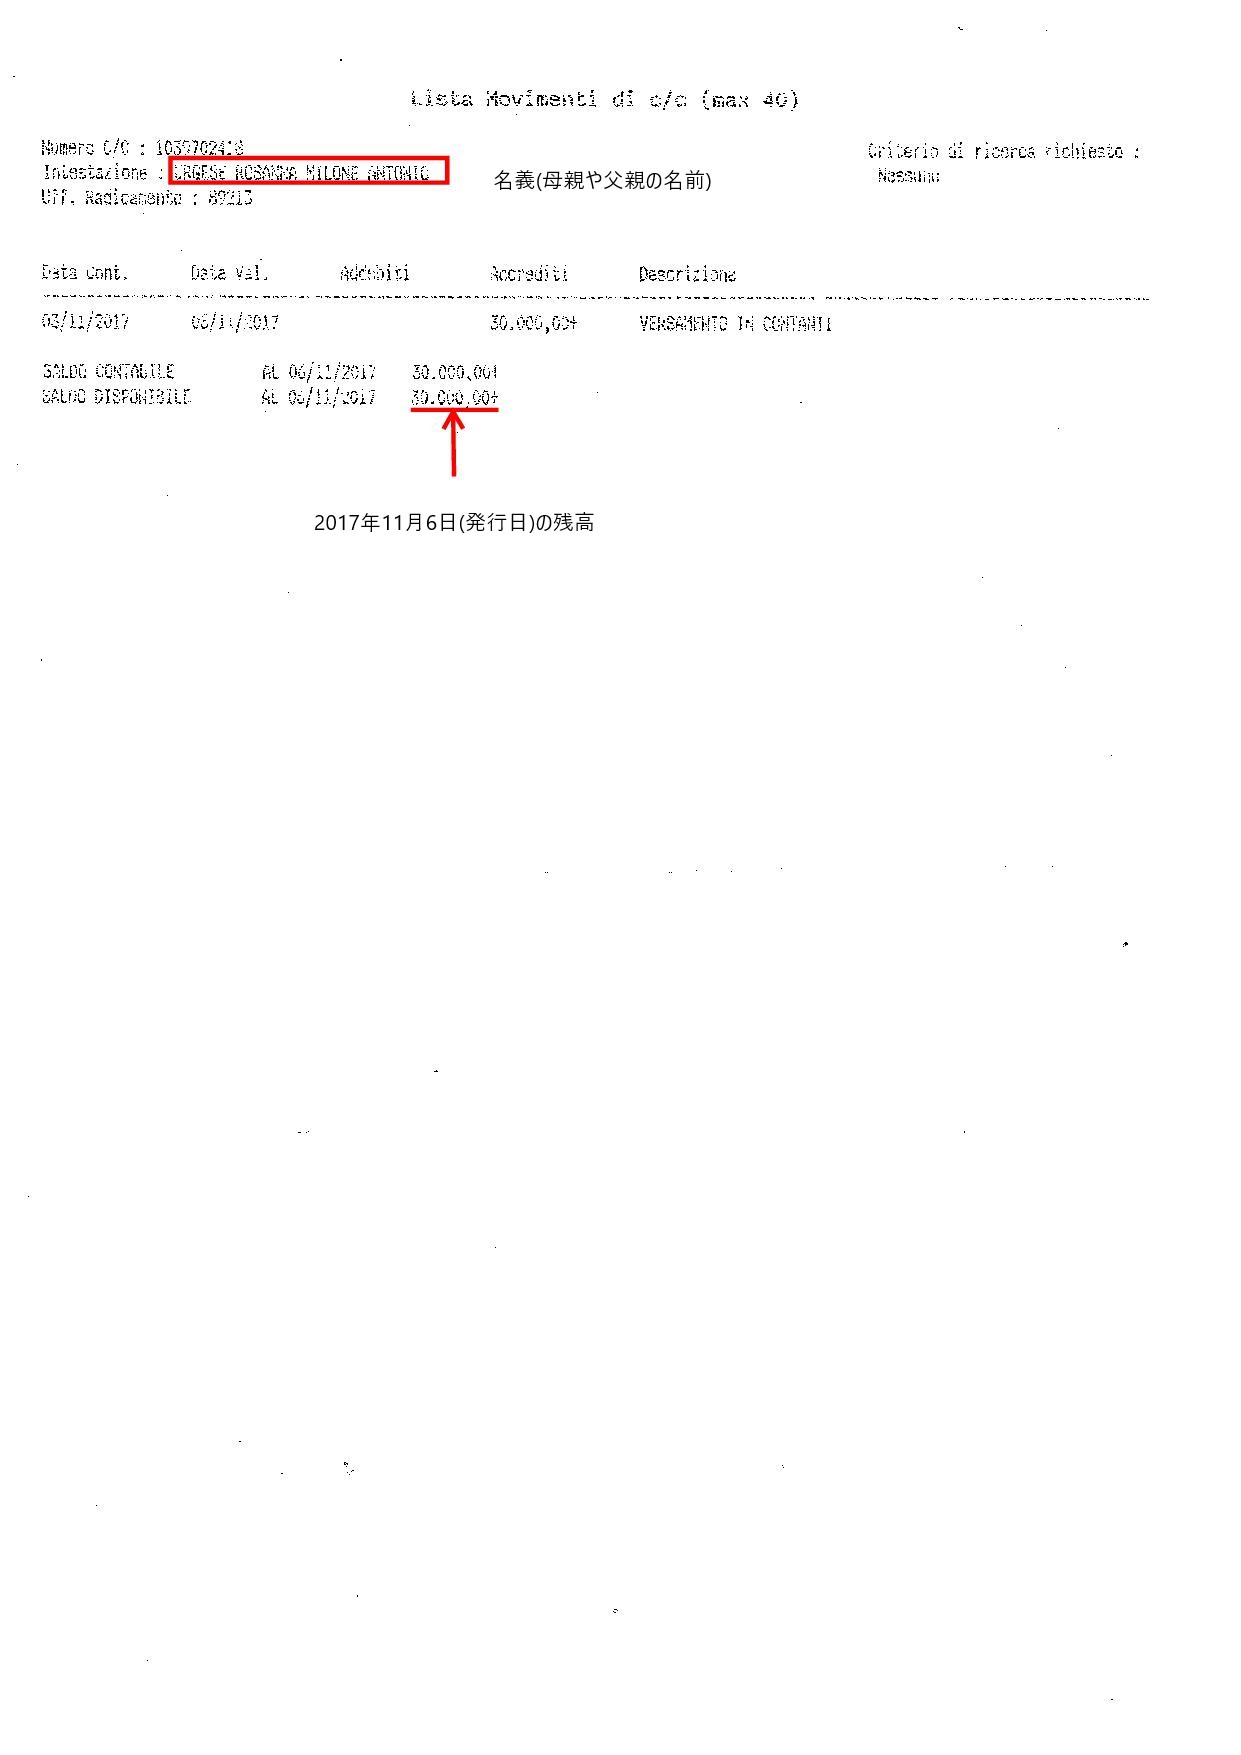 Lista Movimenti di c/c (max 40)
Numero C/C : 1039702418
Criterio di ricerca richiesto :
Intestazione : URGESE ROSANNA MILONE ANTONIO
名義(母親や父親の名前)
Nessuno
Uff. Radicamento : 89213
Data Cont. Data Val. Addebiti Accrediti Descrizione
03/11/2017 06/11/2017 30.000,00+ VERSAMENTO IN CONTANTI
SALDO CONTABILE AL 06/11/2017 30.000,00+
SALDO DISPONIBILE AL 06/11/2017 30.000,00+
2017年11月6日(発行日)の残高